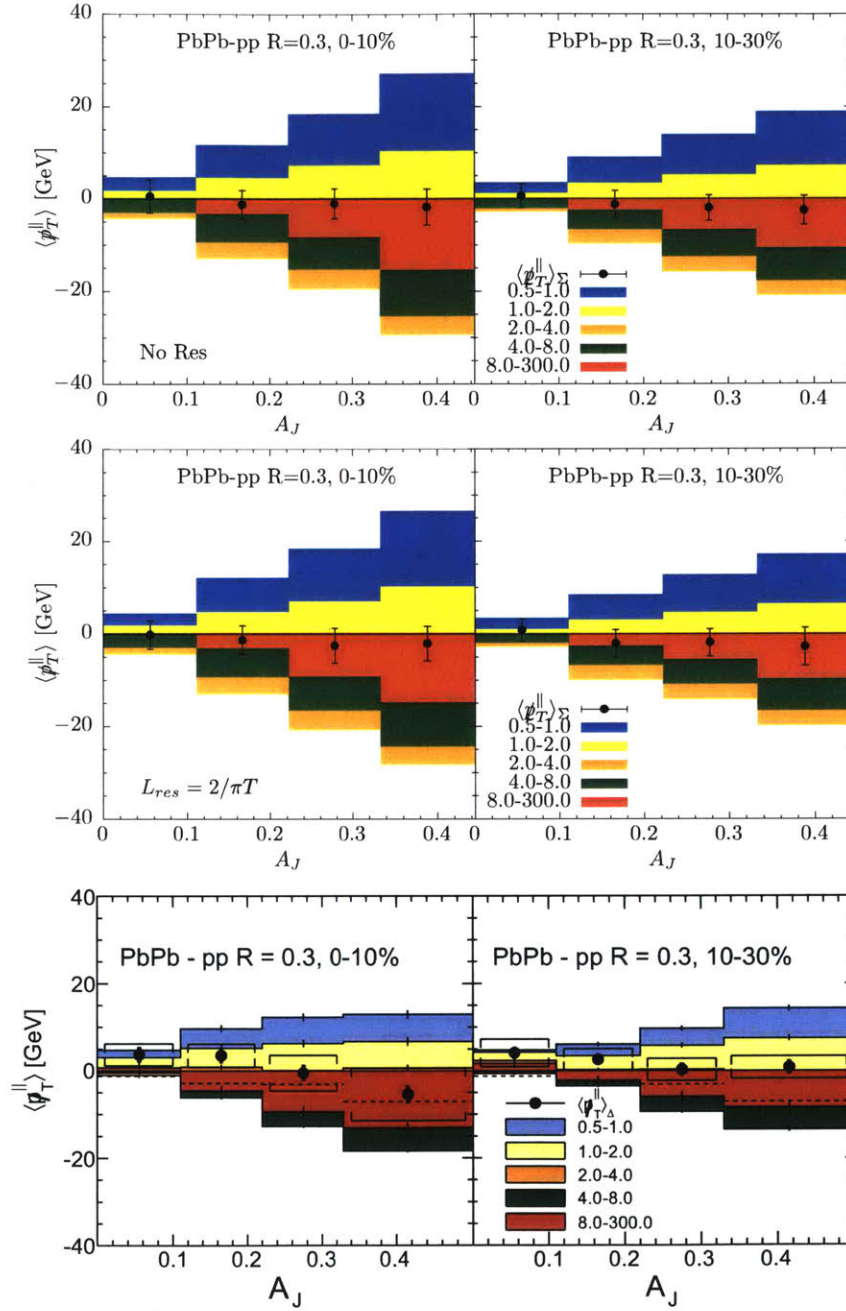 40
20
0
−20
−40
⟨p̸_T^∥⟩ [GeV]
PbPb-pp R=0.3, 0-10%
PbPb-pp R=0.3, 10-30%
No Res
⟨p̸_T^∥⟩_Σ
0.5-1.0
1.0-2.0
2.0-4.0
4.0-8.0
8.0-300.0
0 0.1 0.2 0.3 0.4 0 0.1 0.2 0.3 0.4
A_J A_J
40
20
0
−20
−40
⟨p̸_T^∥⟩ [GeV]
PbPb-pp R=0.3, 0-10%
PbPb-pp R=0.3, 10-30%
L_res = 2/πT
⟨p̸_T^∥⟩_Σ
0.5-1.0
1.0-2.0
2.0-4.0
4.0-8.0
8.0-300.0
0 0.1 0.2 0.3 0.4 0 0.1 0.2 0.3 0.4
A_J A_J
40
20
0
-20
-40
⟨p̸_T^∥⟩ [GeV]
PbPb - pp R = 0.3, 0-10%
PbPb - pp R = 0.3, 10-30%
⟨p̸_T^∥⟩_Δ
0.5-1.0
1.0-2.0
2.0-4.0
4.0-8.0
8.0-300.0
0.1 0.2 0.3 0.4 0.1 0.2 0.3 0.4
A_J A_J